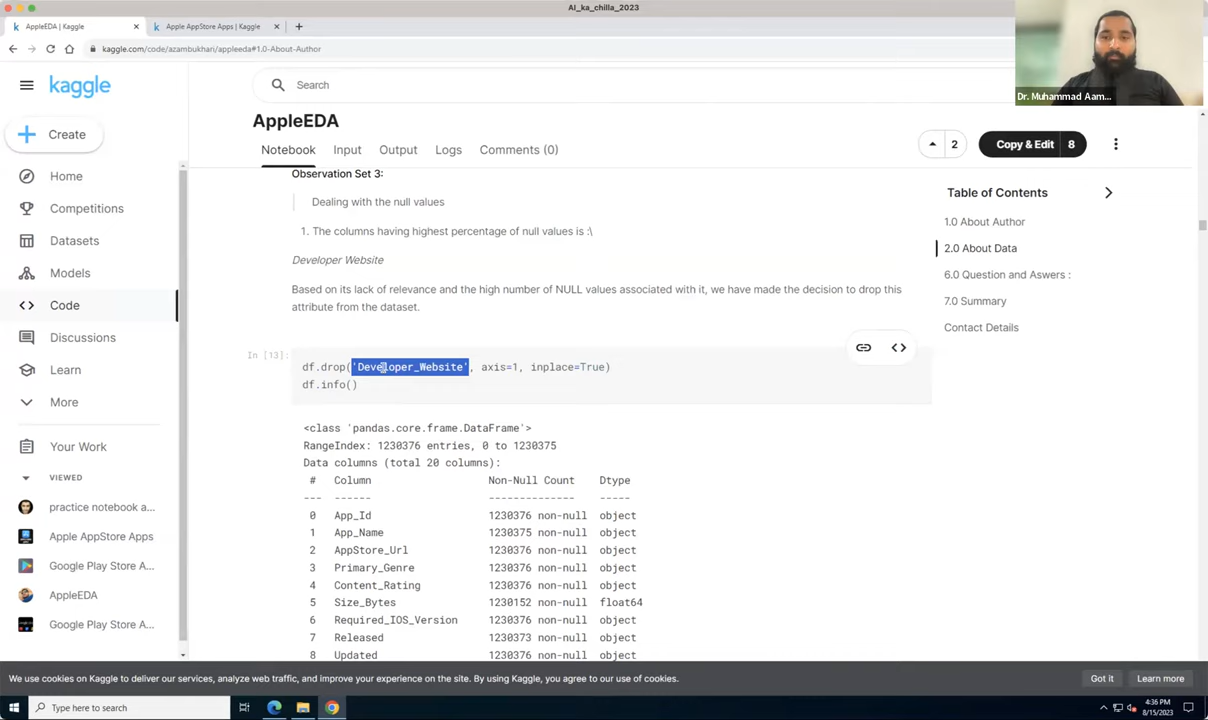 AI_ka_chilla_2023
AppleEDA | Kaggle
Apple AppStore Apps | Kaggle
kaggle.com/code/azambukhari/appleeda#1.0-About-Author
Dr. Muhammad Aam...
kaggle
Search
Create
AppleEDA
2
Copy & Edit
8
Notebook
Input
Output
Logs
Comments (0)
Home
Competitions
Datasets
Models
Code
Discussions
Learn
More
Your Work
VIEWED
practice notebook a...
Apple AppStore Apps
Google Play Store A...
AppleEDA
Google Play Store A...
Observation Set 3:
Dealing with the null values
1. The columns having highest percentage of null values is :\
Developer Website
Based on its lack of relevance and the high number of NULL values associated with it, we have made the decision to drop this
attribute from the dataset.
In [13]:
df.drop('Developer_Website', axis=1, inplace=True)
df.info()
<class 'pandas.core.frame.DataFrame'>
RangeIndex: 1230376 entries, 0 to 1230375
Data columns (total 20 columns):
# Column Non-Null Count Dtype
--- ------ -------------- -----
0 App_Id 1230376 non-null object
1 App_Name 1230375 non-null object
2 AppStore_Url 1230376 non-null object
3 Primary_Genre 1230376 non-null object
4 Content_Rating 1230376 non-null object
5 Size_Bytes 1230152 non-null float64
6 Required_IOS_Version 1230376 non-null object
7 Released 1230373 non-null object
8 Updated 1230376 non-null object
Table of Contents
1.0 About Author
2.0 About Data
6.0 Question and Aswers :
7.0 Summary
Contact Details
We use cookies on Kaggle to deliver our services, analyze web traffic, and improve your experience on the site. By using Kaggle, you agree to our use of cookies.
Got it
Learn more
Type here to search
4:36 PM
8/15/2023